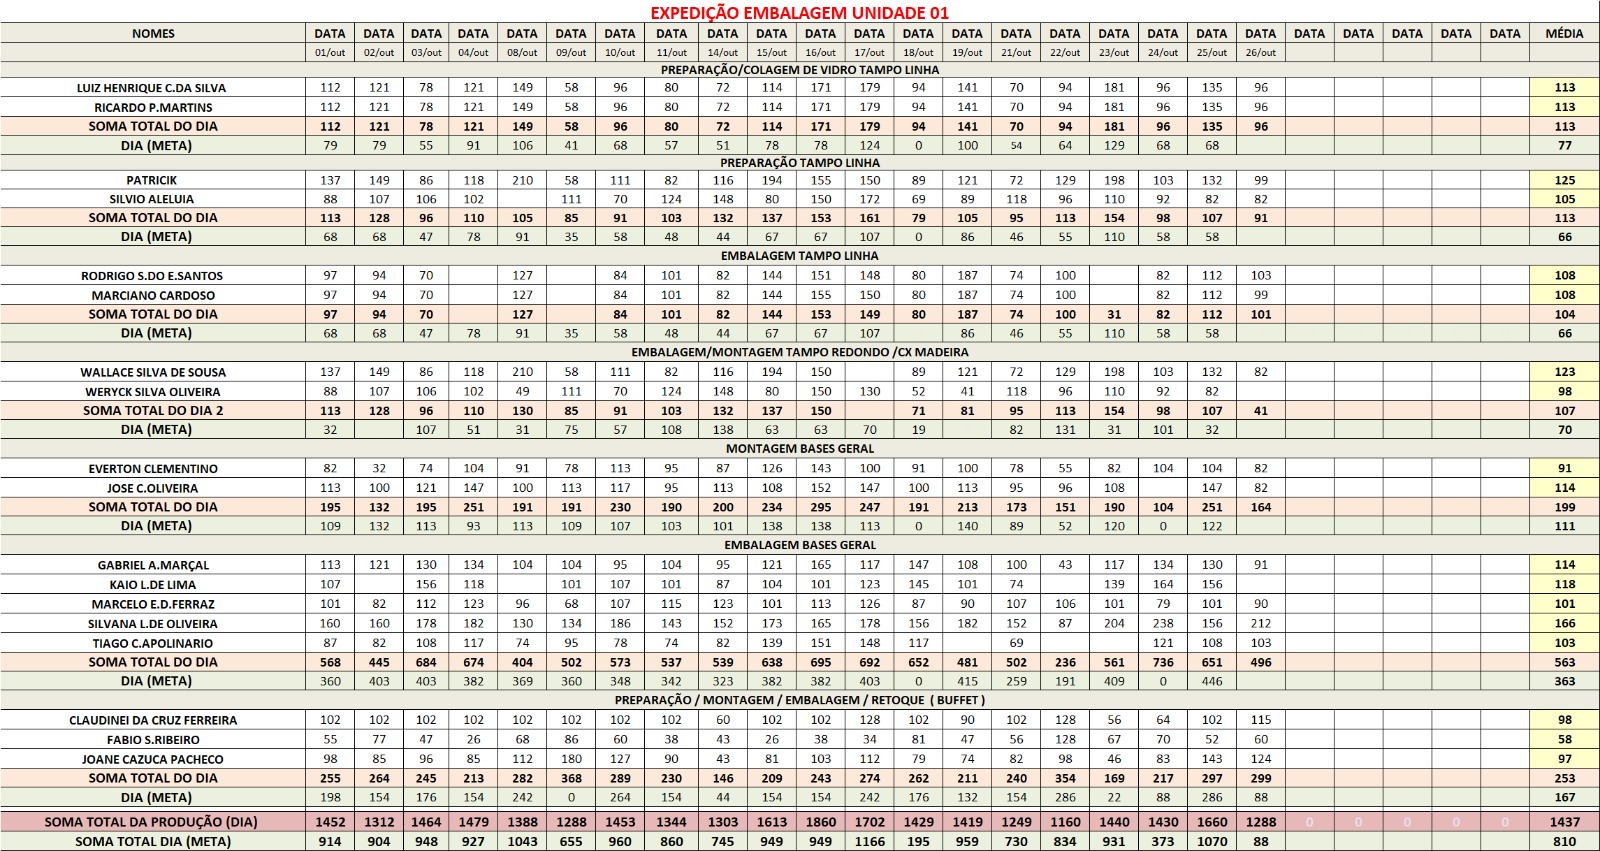 EXPEDIÇÃO EMBALAGEM UNIDADE 01
NOMES DATA DATA DATA DATA DATA DATA DATA DATA DATA DATA DATA DATA DATA DATA DATA DATA DATA DATA DATA DATA DATA DATA DATA DATA DATA MÉDIA
01/out 02/out 03/out 04/out 08/out 09/out 10/out 11/out 14/out 15/out 16/out 17/out 18/out 19/out 21/out 22/out 23/out 24/out 25/out 26/out
PREPARAÇÃO/COLAGEM DE VIDRO TAMPO LINHA
LUIZ HENRIQUE C.DA SILVA 112 121 78 121 149 58 96 80 72 114 171 179 94 141 70 94 181 96 135 96 113
RICARDO P.MARTINS 112 121 78 121 149 58 96 80 72 114 171 179 94 141 70 94 181 96 135 96 113
SOMA TOTAL DO DIA 112 121 78 121 149 58 96 80 72 114 171 179 94 141 70 94 181 96 135 96 113
DIA (META) 79 79 55 91 106 41 68 57 51 78 78 124 0 100 54 64 129 68 68 77
PREPARAÇÃO TAMPO LINHA
PATRICIK 137 149 86 118 210 58 111 82 116 194 155 150 89 121 72 129 198 103 132 99 125
SILVIO ALELUIA 88 107 106 102 111 70 124 148 80 150 172 69 89 118 96 110 92 82 82 105
SOMA TOTAL DO DIA 113 128 96 110 105 85 91 103 132 137 153 161 79 105 95 113 154 98 107 91 113
DIA (META) 68 68 47 78 91 35 58 48 44 67 67 107 0 86 46 55 110 58 58 66
EMBALAGEM TAMPO LINHA
RODRIGO S.DO E.SANTOS 97 94 70 127 84 101 82 144 151 148 80 187 74 100 82 112 103 108
MARCIANO CARDOSO 97 94 70 127 84 101 82 144 155 150 80 187 74 100 82 112 99 108
SOMA TOTAL DO DIA 97 94 70 127 84 101 82 144 153 149 80 187 74 100 31 82 112 101 104
DIA (META) 68 68 47 78 91 35 58 48 44 67 67 107 86 46 55 110 58 58 66
EMBALAGEM/MONTAGEM TAMPO REDONDO /CX MADEIRA
WALLACE SILVA DE SOUSA 137 149 86 118 210 58 111 82 116 194 150 89 121 72 129 198 103 132 82 123
WERYCK SILVA OLIVEIRA 88 107 106 102 49 111 70 124 148 80 150 130 52 41 118 96 110 92 82 98
SOMA TOTAL DO DIA 2 113 128 96 110 130 85 91 103 132 137 150 71 81 95 113 154 98 107 41 107
DIA (META) 32 107 51 31 75 57 108 138 63 63 70 19 82 131 31 101 32 70
MONTAGEM BASES GERAL
EVERTON CLEMENTINO 82 32 74 104 91 78 113 95 87 126 143 100 91 100 78 55 82 104 104 82 91
JOSE C.OLIVEIRA 113 100 121 147 100 113 117 95 113 108 152 147 100 113 95 96 108 147 82 114
SOMA TOTAL DO DIA 195 132 195 251 191 191 230 190 200 234 295 247 191 213 173 151 190 104 251 164 199
DIA (META) 109 132 113 93 113 109 107 103 101 138 138 113 0 140 89 52 120 0 122 111
EMBALAGEM BASES GERAL
GABRIEL A.MARÇAL 113 121 130 134 104 104 95 104 95 121 165 117 147 108 100 43 117 134 130 91 114
KAIO L.DE LIMA 107 156 118 101 107 101 87 104 101 123 145 101 74 139 164 156 118
MARCELO E.D.FERRAZ 101 82 112 123 96 68 107 115 123 101 113 126 87 90 107 106 101 79 101 90 101
SILVANA L.DE OLIVEIRA 160 160 178 182 130 134 186 143 152 173 165 178 156 182 152 87 204 238 156 212 166
TIAGO C.APOLINARIO 87 82 108 117 74 95 78 74 82 139 151 148 117 69 121 108 103 103
SOMA TOTAL DO DIA 568 445 684 674 404 502 573 537 539 638 695 692 652 481 502 236 561 736 651 496 563
DIA (META) 360 403 403 382 369 360 348 342 323 382 382 403 0 415 259 191 409 0 446 363
PREPARAÇÃO / MONTAGEM / EMBALAGEM / RETOQUE ( BUFFET )
CLAUDINEI DA CRUZ FERREIRA 102 102 102 102 102 102 102 102 60 102 102 128 102 90 102 128 56 64 102 115 98
FABIO S.RIBEIRO 55 77 47 26 68 86 60 38 43 26 38 34 81 47 56 128 67 70 52 60 58
JOANE CAZUCA PACHECO 98 85 96 85 112 180 127 90 43 81 103 112 79 74 82 98 46 83 143 124 97
SOMA TOTAL DO DIA 255 264 245 213 282 368 289 230 146 209 243 274 262 211 240 354 169 217 297 299 253
DIA (META) 198 154 176 154 242 0 264 154 44 154 154 242 176 132 154 286 22 88 286 88 167
SOMA TOTAL DA PRODUÇÃO (DIA) 1452 1312 1464 1479 1388 1288 1453 1344 1303 1613 1860 1702 1429 1419 1249 1160 1440 1430 1660 1288 0 0 0 0 0 1437
SOMA TOTAL DIA (META) 914 904 948 927 1043 655 960 860 745 949 949 1166 195 959 730 834 931 373 1070 88 810